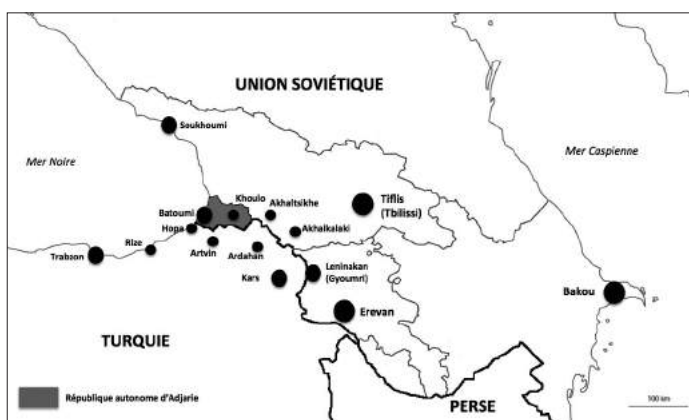 UNION SOVIÉTIQUE
Soukhoumi
Mer Noire
Mer Caspienne
Khoulo
Akhaltsikhe
Tiflis
(Tbilissi)
Batoumi
Hopa
Akhalkalaki
Rize
Trabzon
Artvin
Ardahan
Leninakan
(Gyoumri)
Kars
Bakou
Erevan
TURQUIE
République autonome d'Adjarie
PERSE
100 km